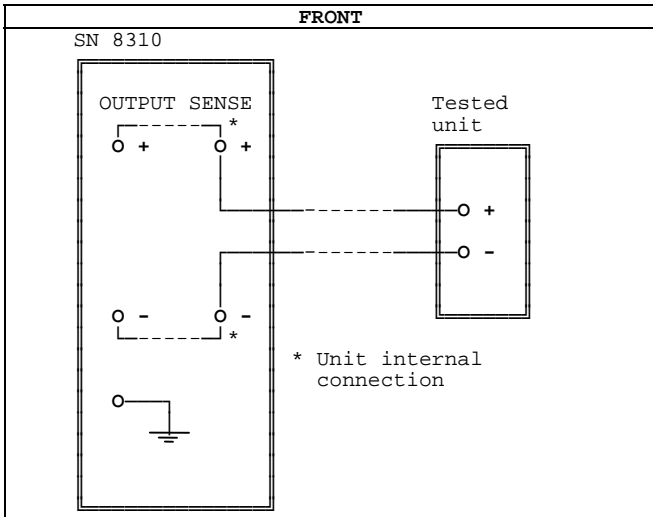 FRONT
SN 8310
OUTPUT SENSE
Tested
unit
*
+ +
+
-
- -
*
* Unit internal
connection